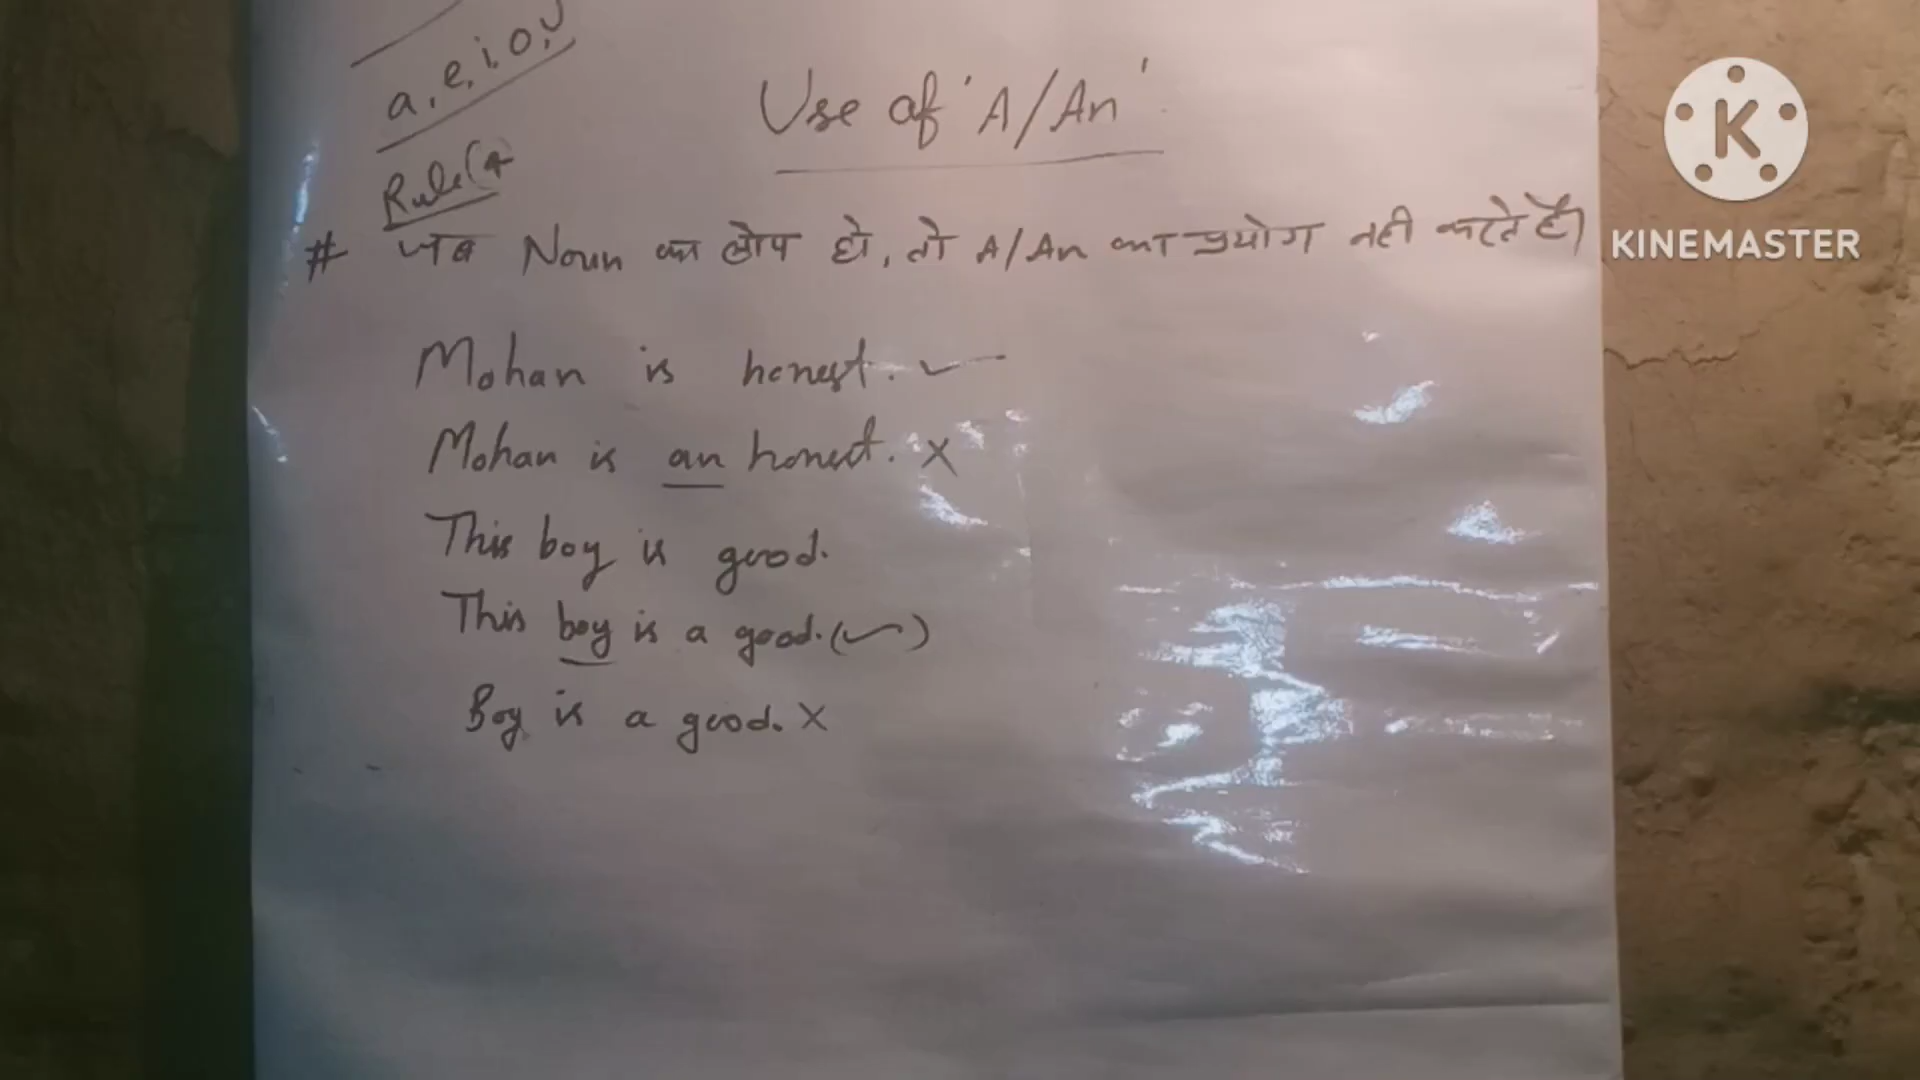 a, e, i, o, u
Use of 'A/An'
Rule (4
# जब Noun का लोप हो, तो A/An का प्रयोग नही करते हैं।
Mohan is honest. ✓
Mohan is an honest. ×
This boy is good.
This boy is a good. (✓)
Boy is a good. ×
K
KINEMASTER